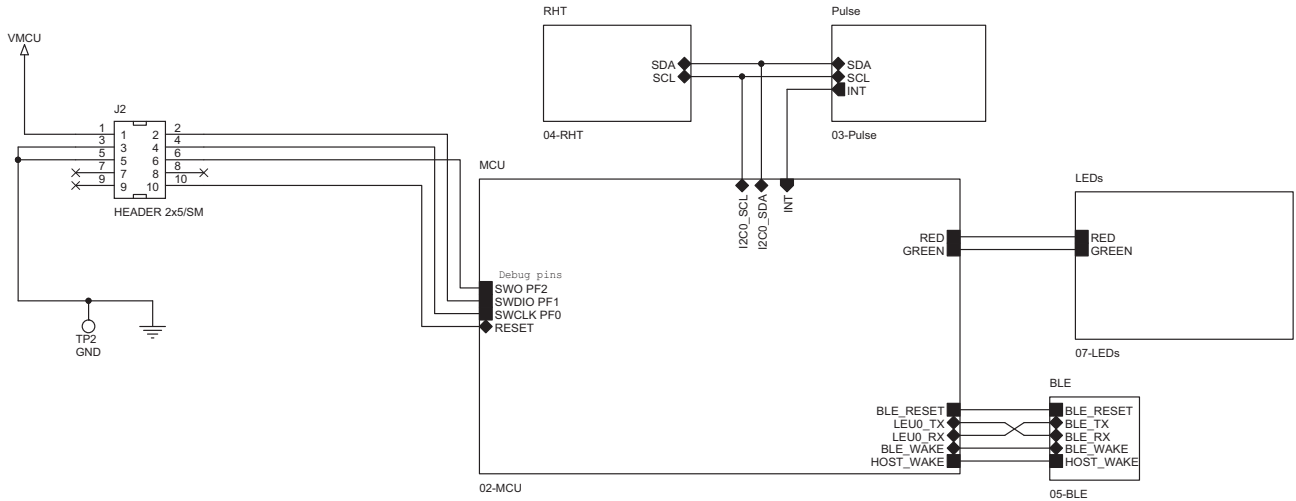 RHT
Pulse
VMCU
SDA
SCL
SDA
SCL
INT
J2
04-RHT
03-Pulse
1 1 2 2
3 3 4 4
5 5 6 6
7 7 8 8
9 9 10 10
HEADER 2x5/SM
MCU
I2C0_SCL
I2C0_SDA
INT
LEDs
RED
GREEN
RED
GREEN
Debug pins
SWO PF2
SWDIO PF1
SWCLK PF0
RESET
TP2
GND
07-LEDs
BLE
BLE_RESET
LEU0_TX
LEU0_RX
BLE_WAKE
HOST_WAKE
BLE_RESET
BLE_TX
BLE_RX
BLE_WAKE
HOST_WAKE
02-MCU
05-BLE